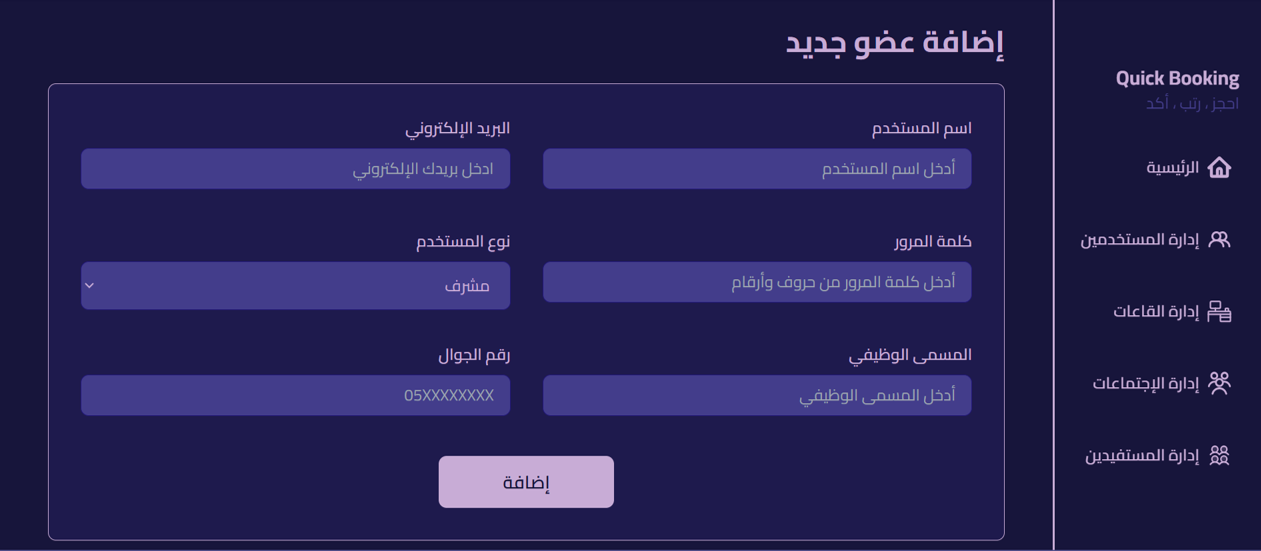 Quick Booking
احجز ، رتب ، أكد
الرئيسية
إدارة المستخدمين
إدارة القاعات
إدارة الإجتماعات
إدارة المستفيدين
إضافة عضو جديد
اسم المستخدم
أدخل اسم المستخدم
البريد الإلكتروني
ادخل بريدك الإلكتروني
كلمة المرور
أدخل كلمة المرور من حروف وأرقام
نوع المستخدم
مشرف
المسمى الوظيفي
أدخل المسمى الوظيفي
رقم الجوال
05XXXXXXXX
إضافة